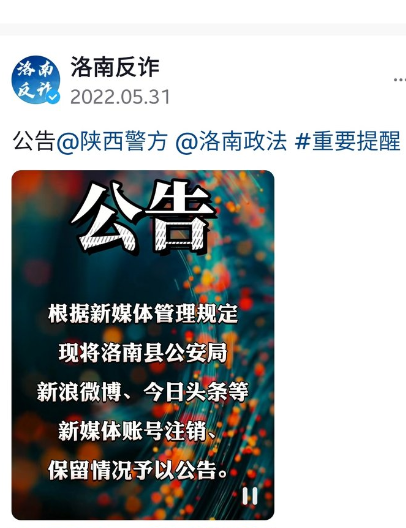 洛南
反诈
洛南反诈
2022.05.31
公告@陕西警方 @洛南政法 #重要提醒
公告
根据新媒体管理规定
现将洛南县公安局
新浪微博、今日头条等
新媒体账号注销、
保留情况予以公告。